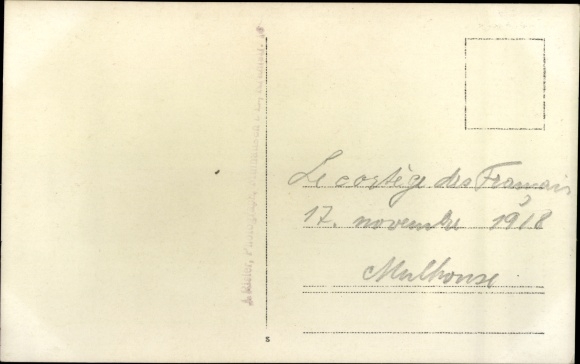 Le cortège des Français
17. novembre 1918
Mulhouse
S